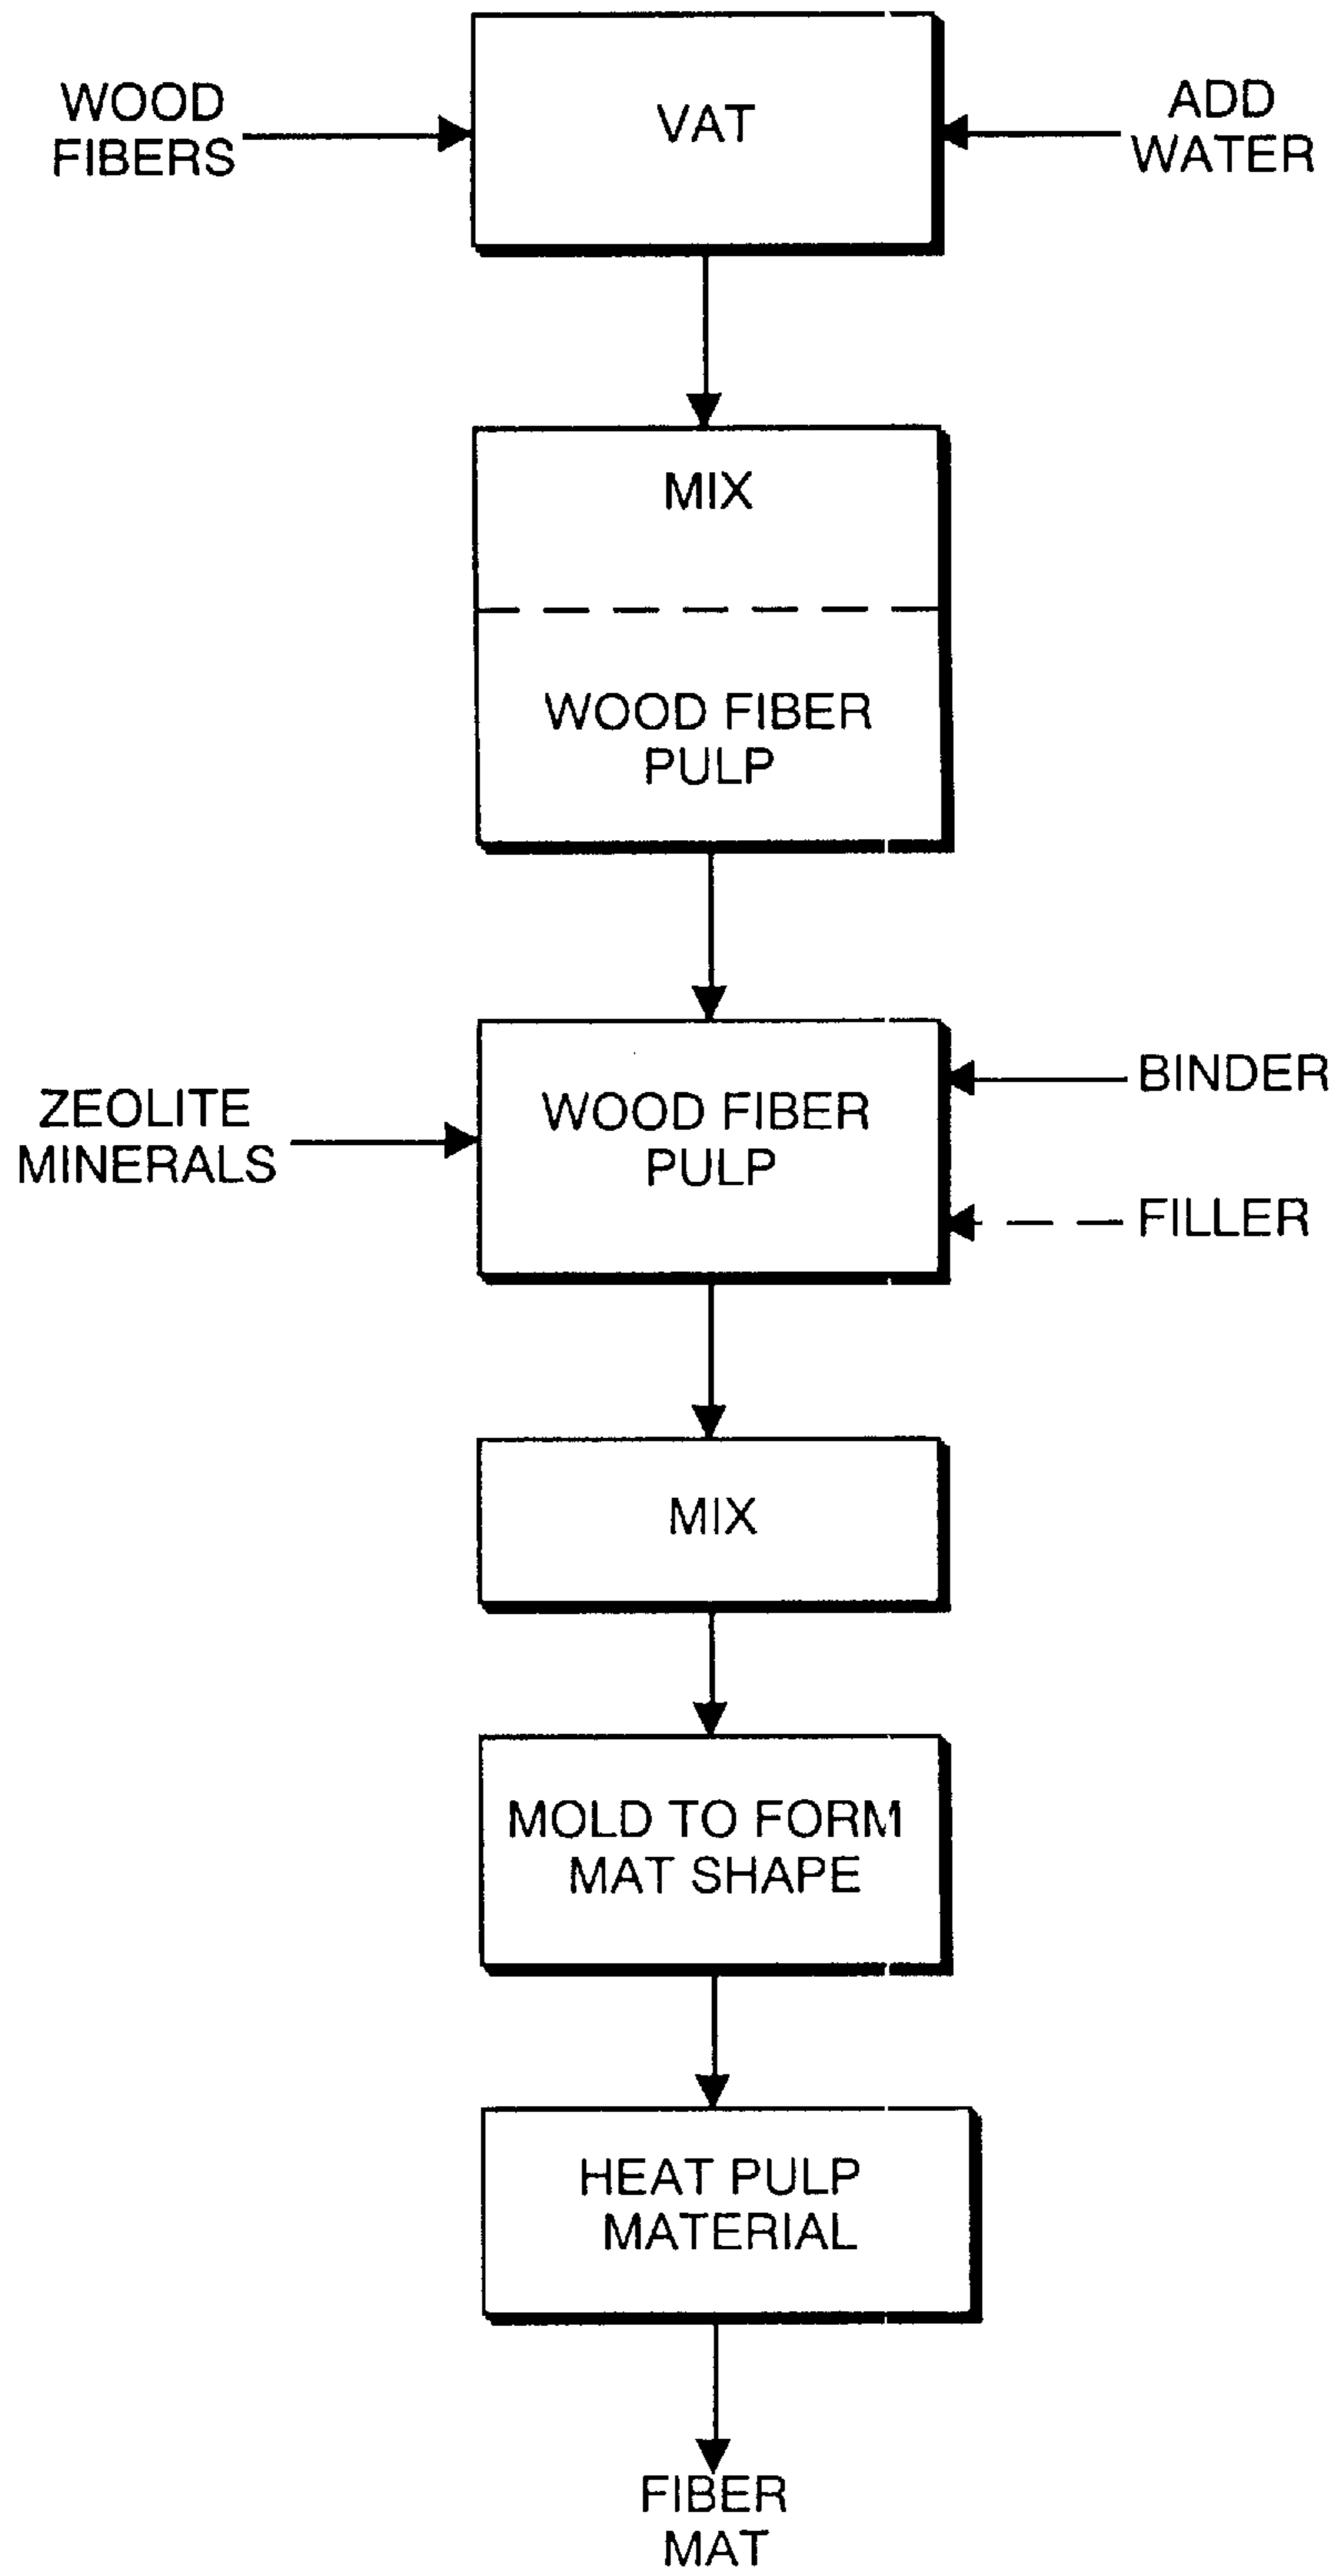 WOOD
FIBERS
VAT
ADD
WATER
MIX
WOOD FIBER
PULP
ZEOLITE
MINERALS
WOOD FIBER
PULP
BINDER
FILLER
MIX
MOLD TO FORM
MAT SHAPE
HEAT PULP
MATERIAL
FIBER
MAT